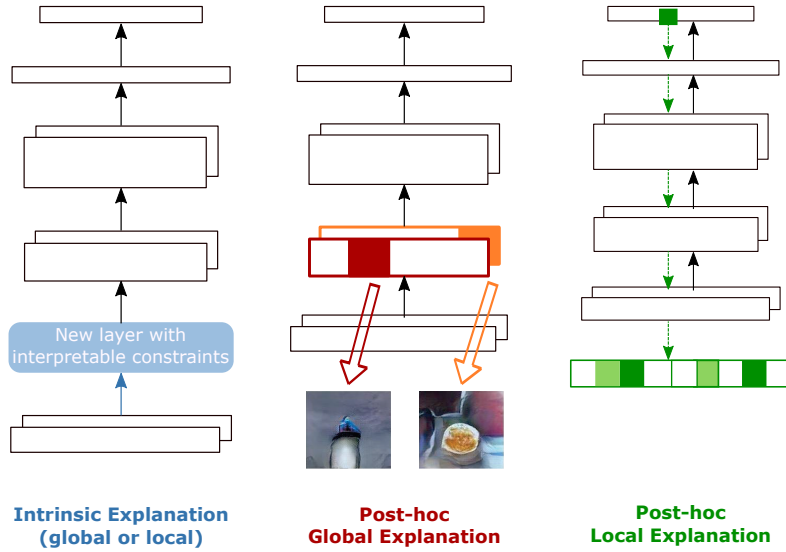 New layer with
interpretable constraints
Intrinsic Explanation
(global or local)
Post-hoc
Global Explanation
Post-hoc
Local Explanation